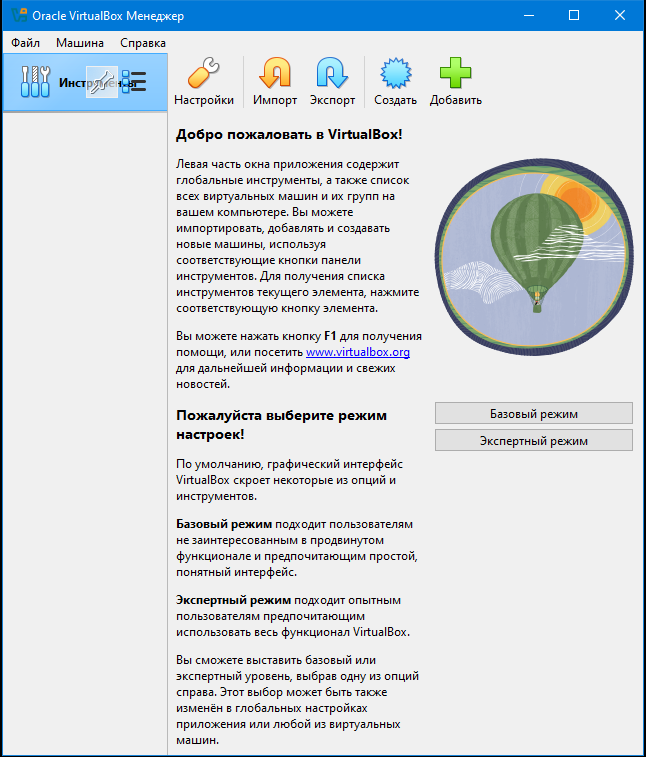 Oracle VirtualBox Менеджер
Файл Машина Справка
Инструменты
Настройки Импорт Экспорт Создать Добавить
Добро пожаловать в VirtualBox!
Левая часть окна приложения содержит
глобальные инструменты, а также список
всех виртуальных машин и их групп на
вашем компьютере. Вы можете
импортировать, добавлять и создавать
новые машины, используя
соответствующие кнопки панели
инструментов. Для получения списка
инструментов текущего элемента, нажмите
соответствующую кнопку элемента.
Вы можете нажать кнопку F1 для получения
помощи, или посетить www.virtualbox.org
для дальнейшей информации и свежих
новостей.
Пожалуйста выберите режим
настроек!
По умолчанию, графический интерфейс
VirtualBox скроет некоторые из опций и
инструментов.
Базовый режим подходит пользователям
не заинтересованным в продвинутом
функционале и предпочитающим простой,
понятный интерфейс.
Экспертный режим подходит опытным
пользователям предпочитающим
использовать весь функционал VirtualBox.
Вы сможете выставить базовый или
экспертный уровень, выбрав одну из опций
справа. Этот выбор может быть также
изменён в глобальных настройках
приложения или любой из виртуальных
машин.
Базовый режим
Экспертный режим